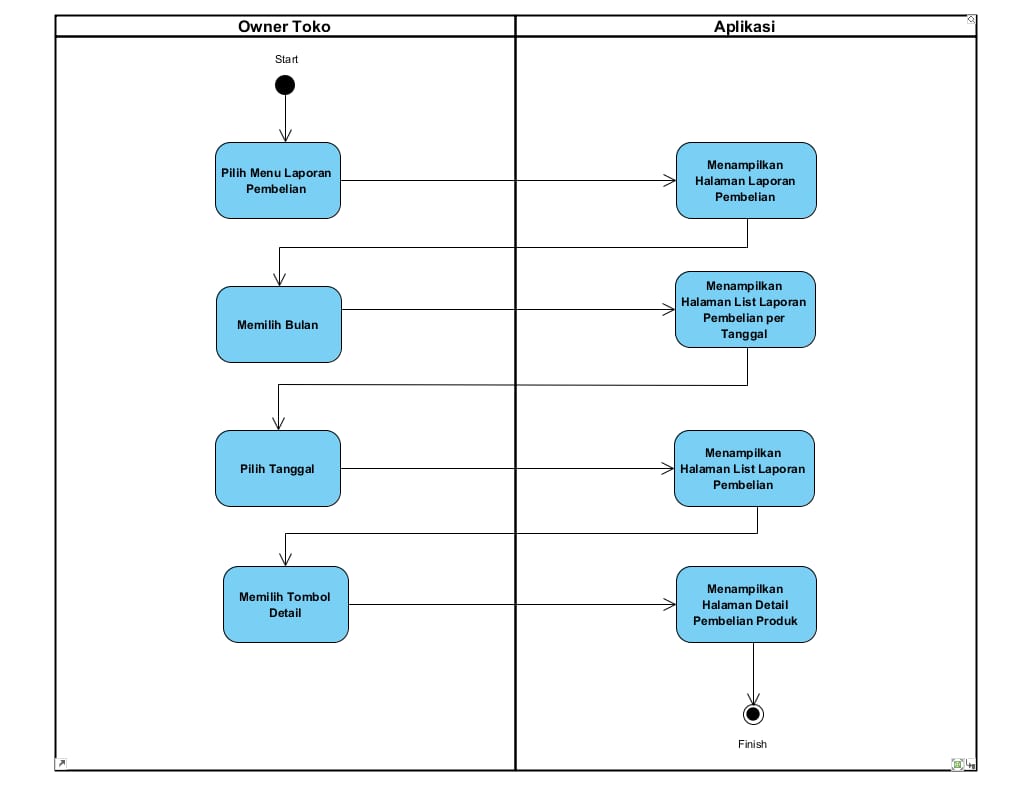 Owner Toko
Aplikasi
Start
Pilih Menu Laporan
Pembelian
Menampilkan
Halaman Laporan
Pembelian
Memilih Bulan
Menampilkan
Halaman List Laporan
Pembelian per
Tanggal
Pilih Tanggal
Menampilkan
Halaman List Laporan
Pembelian
Memilih Tombol
Detail
Menampilkan
Halaman Detail
Pembelian Produk
Finish